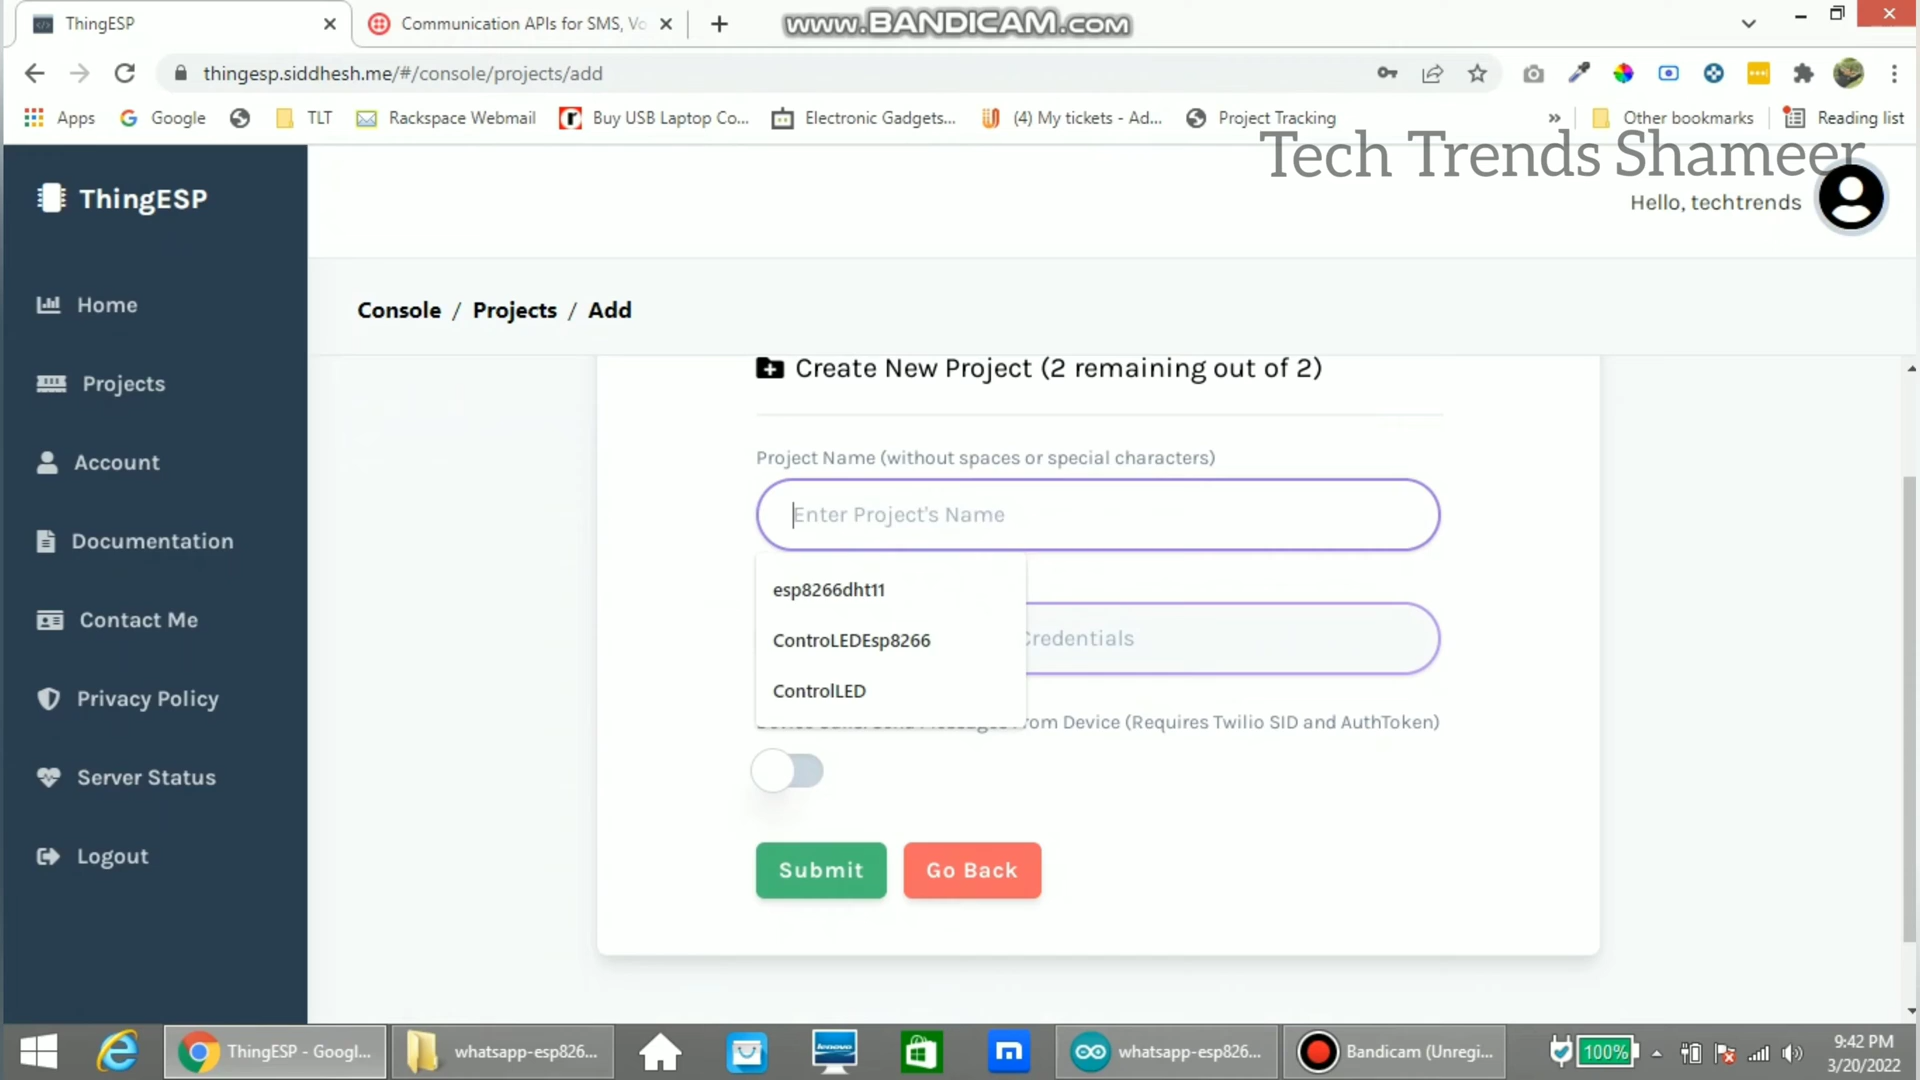 ThingESP
Communication APIs for SMS, Vo
www.BANDICAM.com
thingesp.siddhesh.me/#/console/projects/add
Apps
Google
TLT
Rackspace Webmail
Buy USB Laptop Co...
Electronic Gadgets...
(4) My tickets - Ad...
Project Tracking
»
Other bookmarks
Reading list
Tech Trends Shameer
ThingESP
Hello, techtrends
Home
Projects
Account
Documentation
Contact Me
Privacy Policy
Server Status
Logout
Console / Projects / Add
Create New Project (2 remaining out of 2)
Project Name (without spaces or special characters)
Enter Project's Name
esp8266dht11
ControLEDEsp8266
ControlLED
Credentials
From Device (Requires Twilio SID and AuthToken)
Submit
Go Back
ThingESP - Googl...
whatsapp-esp826...
lenovo
whatsapp-esp826...
Bandicam (Unregi...
100%
9:42 PM
3/20/2022